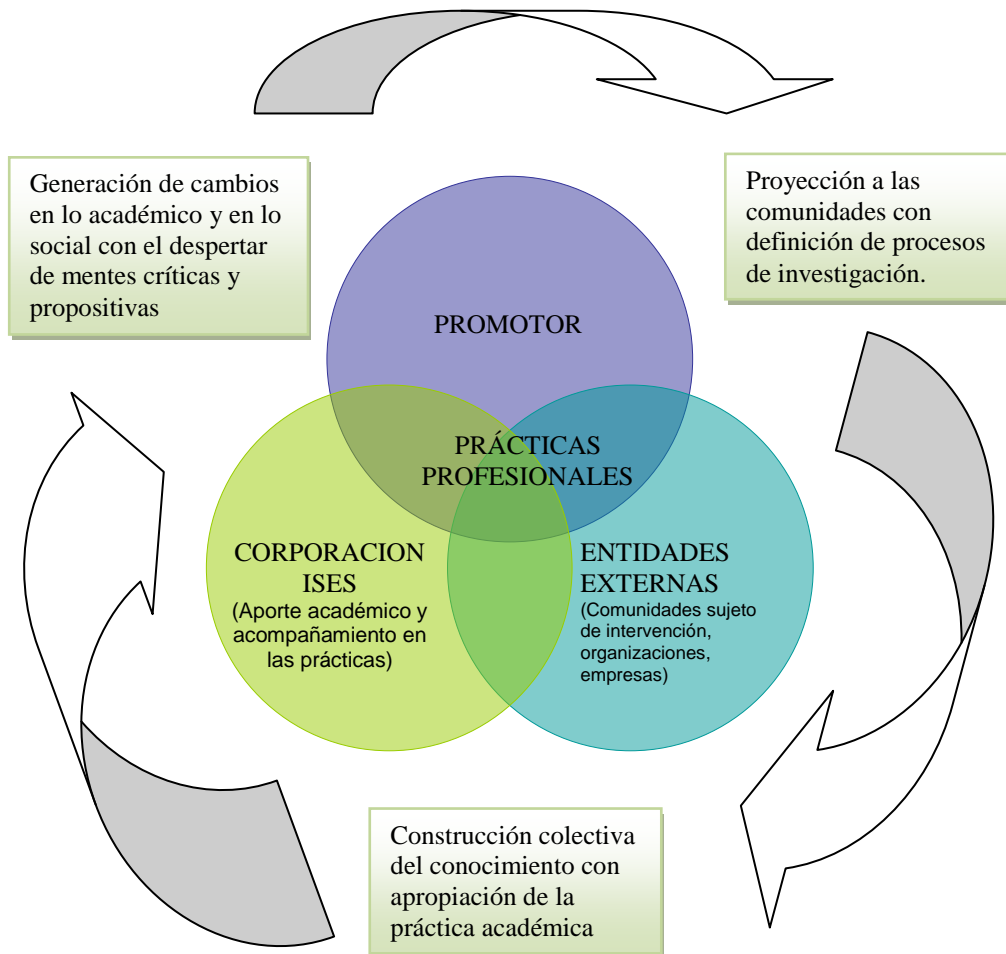 Generación de cambios
en lo académico y en lo
social con el despertar
de mentes críticas y
propositivas
Proyección a las
comunidades con
definición de procesos
de investigación.
PROMOTOR
PRÁCTICAS
PROFESIONALES
CORPORACION
ISES
(Aporte académico y
acompañamiento en
las prácticas)
ENTIDADES
EXTERNAS
(Comunidades sujeto
de intervención,
organizaciones,
empresas)
Construcción colectiva
del conocimiento con
apropiación de la
práctica académica